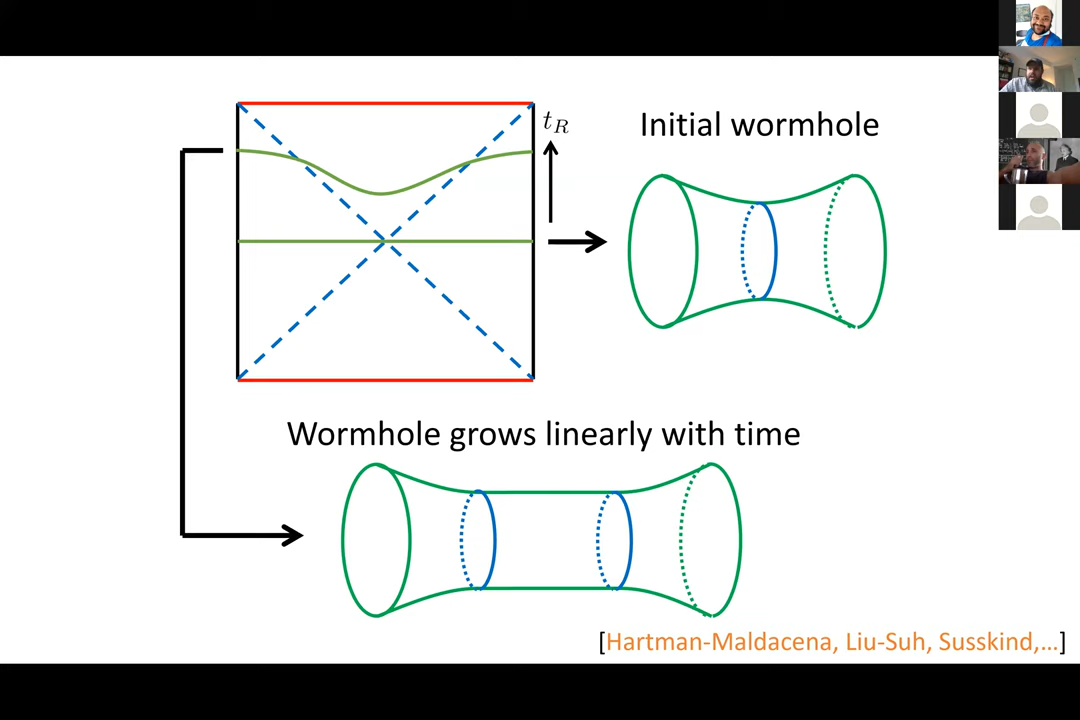 t_R
Initial wormhole
Wormhole grows linearly with time
[Hartman-Maldacena, Liu-Suh, Susskind,...]